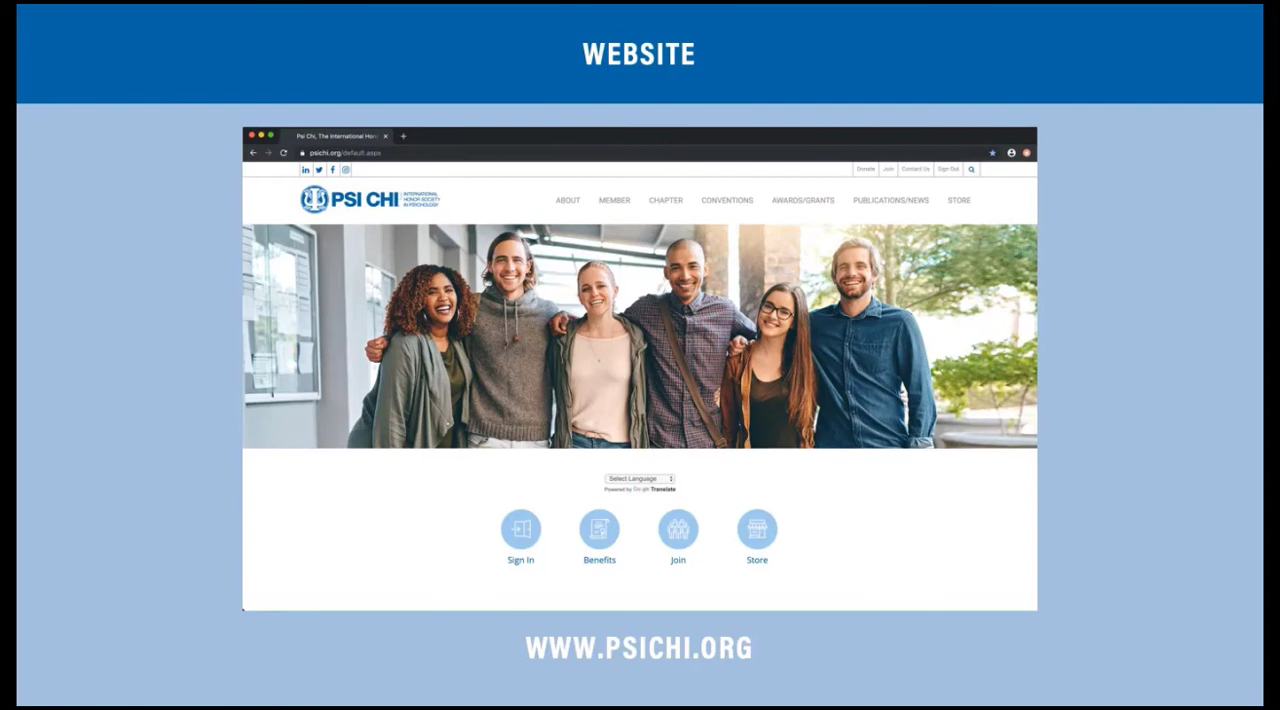 WEBSITE
Psi Chi, The International Hon
psichi.org/default.aspx
Donate Join Contact Us Sign Out
PSI CHI INTERNATIONAL
HONOR SOCIETY
IN PSYCHOLOGY
ABOUT MEMBER CHAPTER CONVENTIONS AWARDS/GRANTS PUBLICATIONS/NEWS STORE
Select Language
Powered by Google Translate
Sign In Benefits Join Store
WWW.PSICHI.ORG